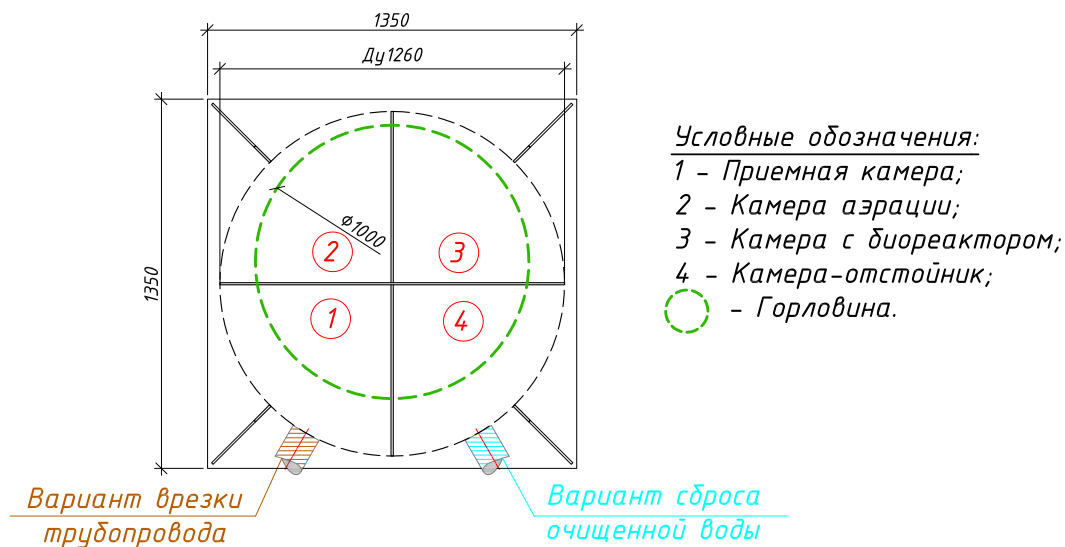 1350
Ду1260
1350
⌀1000
2
3
1
4
Условные обозначения:
1 - Приемная камера;
2 - Камера аэрации;
3 - Камера с биореактором;
4 - Камера-отстойник;
- Горловина.
Вариант врезки
трубопровода
Вариант сброса
очищенной воды